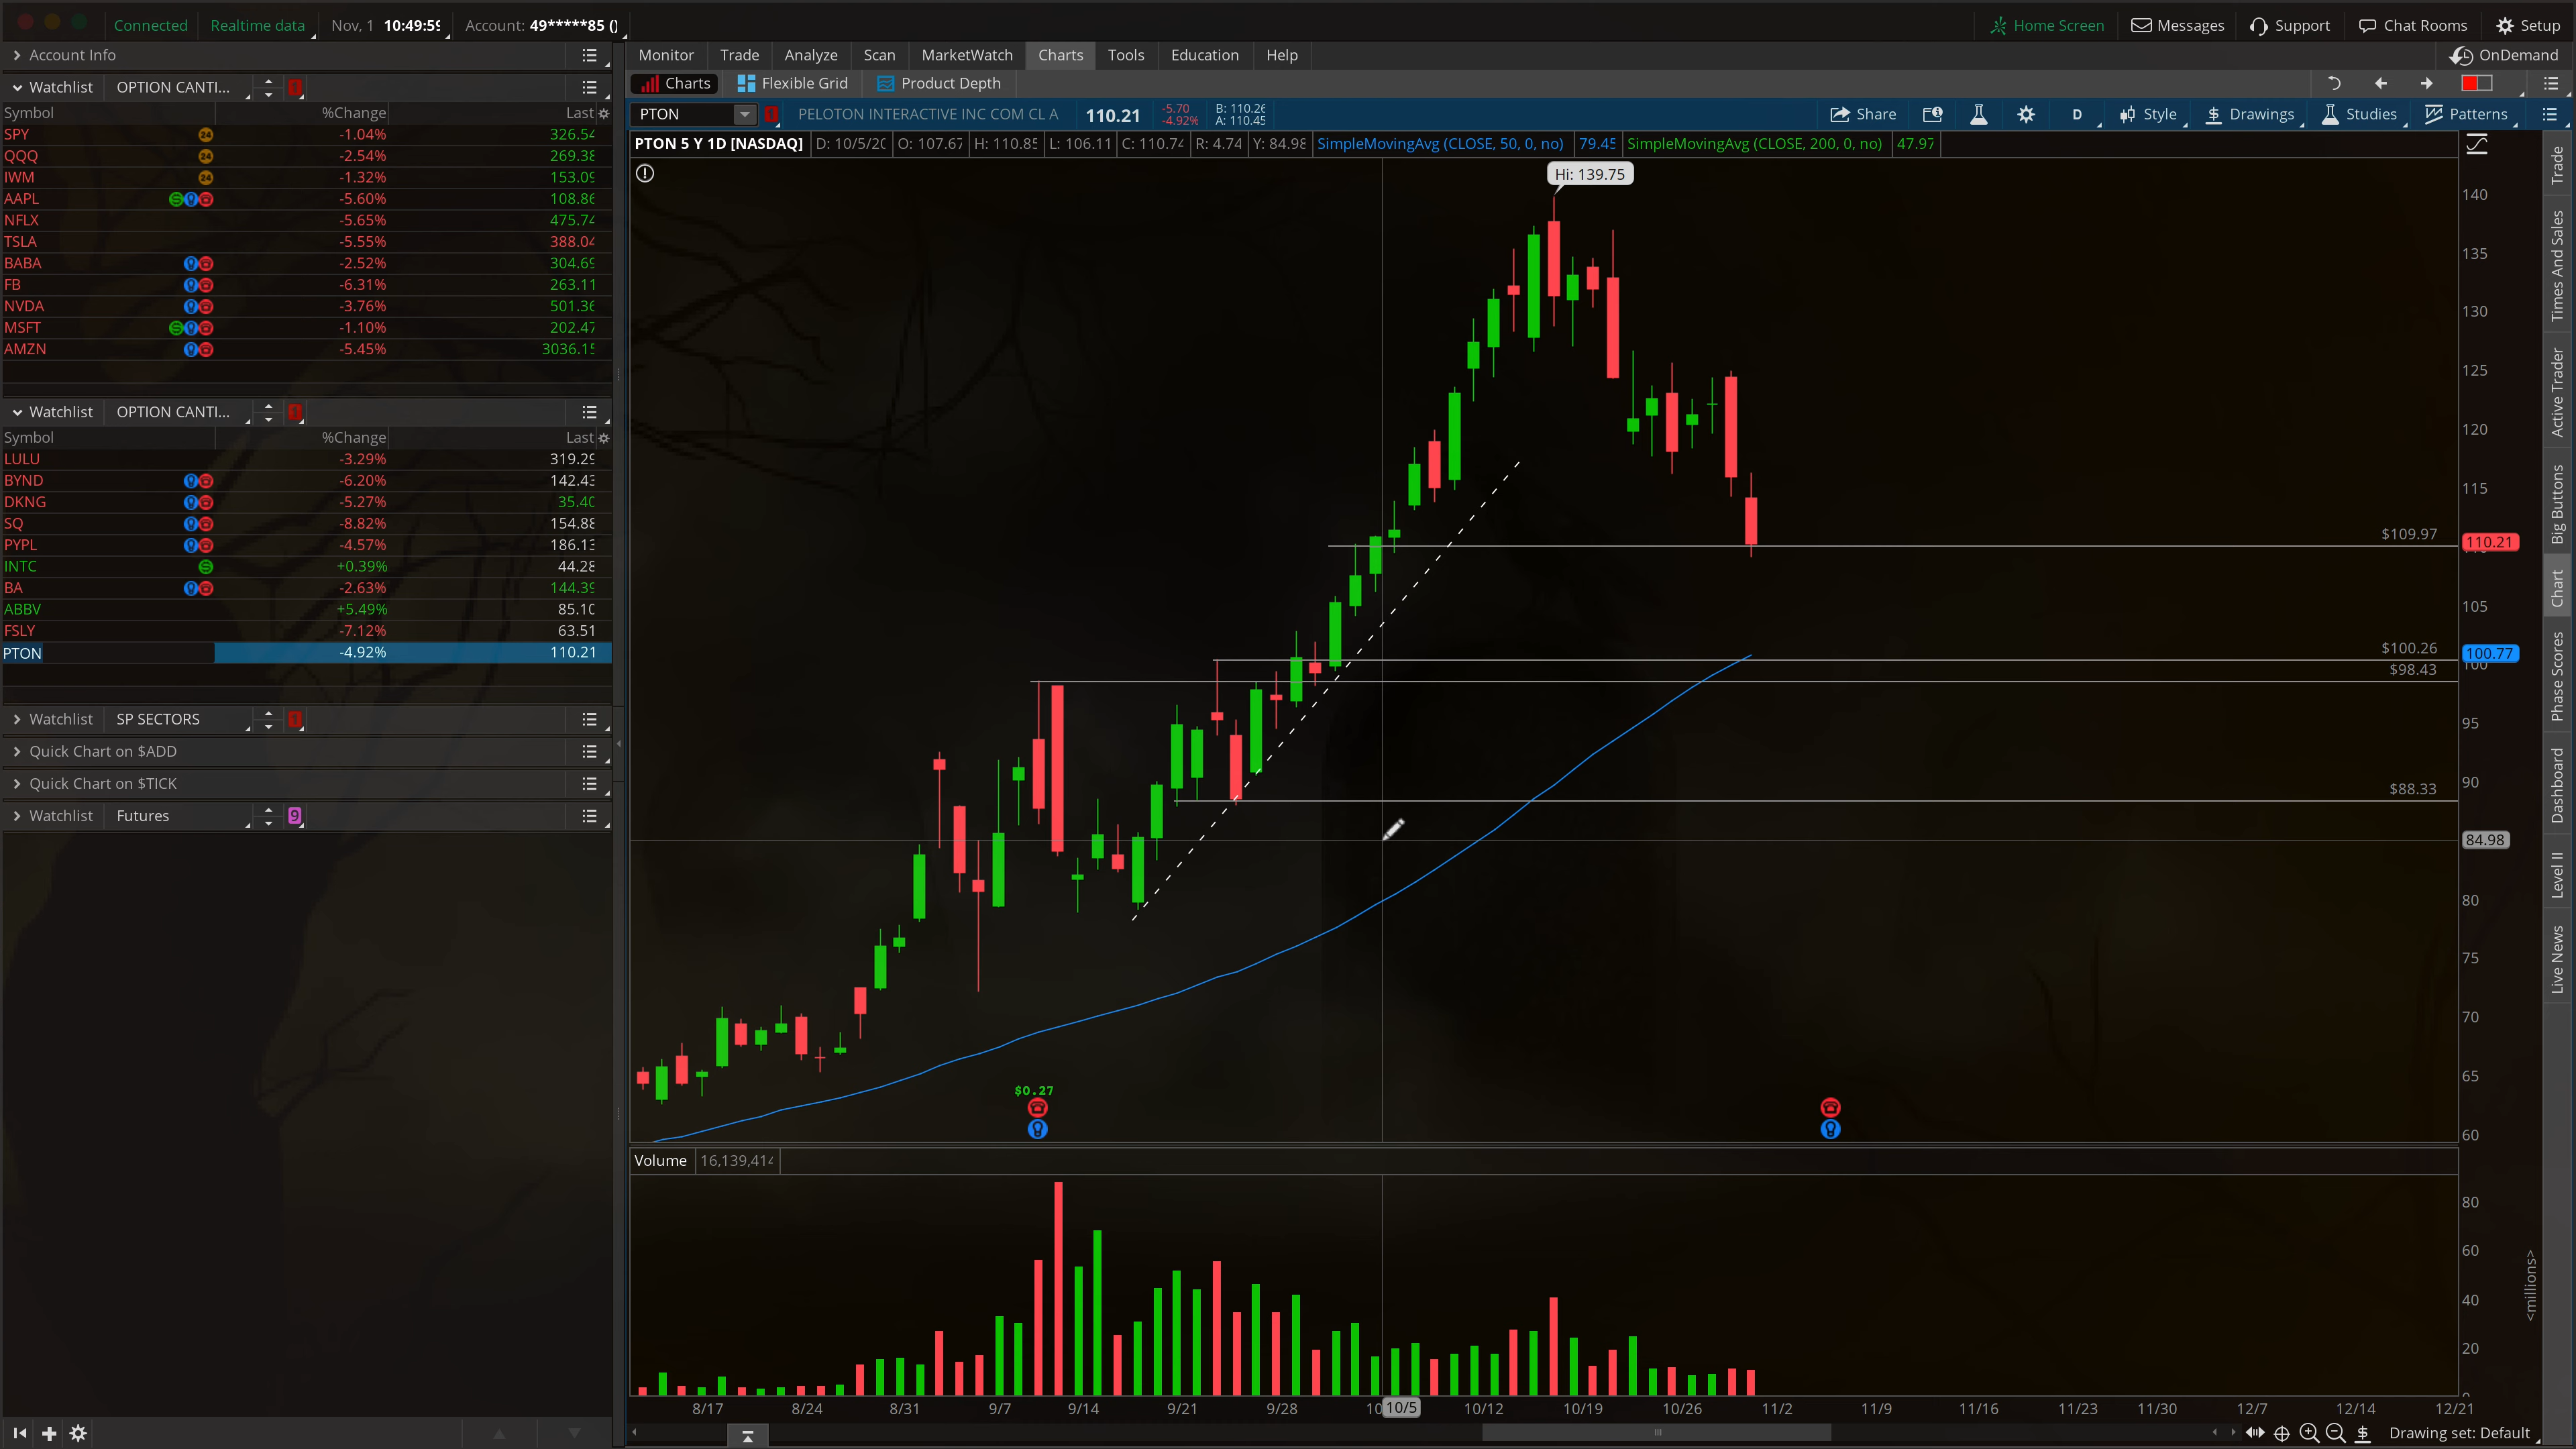 Connected Realtime data Nov, 1 10:49:59 Account: 49*****85 () Home Screen Messages Support Chat Rooms Setup
Account Info
Monitor Trade Analyze Scan MarketWatch Charts Tools Education Help OnDemand
Charts Flexible Grid Product Depth
Watchlist OPTION CANTI... 1
Symbol %Change Last
SPY 24 -1.04% 326.54
QQQ 24 -2.54% 269.38
IWM 24 -1.32% 153.09
AAPL -5.60% 108.86
NFLX -5.65% 475.74
TSLA -5.55% 388.04
BABA -2.52% 304.69
FB -6.31% 263.11
NVDA -3.76% 501.36
MSFT -1.10% 202.47
AMZN -5.45% 3036.15
Watchlist OPTION CANTI... 1
Symbol %Change Last
LULU -3.29% 319.29
BYND -6.20% 142.43
DKNG -5.27% 35.40
SQ -8.82% 154.88
PYPL -4.57% 186.13
INTC +0.39% 44.28
BA -2.63% 144.39
ABBV +5.49% 85.10
FSLY -7.12% 63.51
PTON -4.92% 110.21
Watchlist SP SECTORS 1
Quick Chart on $ADD
Quick Chart on $TICK
Watchlist Futures 9
PTON 1 PELOTON INTERACTIVE INC COM CL A 110.21 -5.70 B: 110.26
-4.92% A: 110.45
Share D Style Drawings Studies Patterns
PTON 5 Y 1D [NASDAQ] D: 10/5/20 O: 107.67 H: 110.85 L: 106.11 C: 110.74 R: 4.74 Y: 84.98 SimpleMovingAvg (CLOSE, 50, 0, no) 79.45 SimpleMovingAvg (CLOSE, 200, 0, no) 47.97
Hi: 139.75
140
135
130
125
120
115
$109.97 110.21
105
$100.26 100.77
100
$98.43
95
90
$88.33
84.98
80
75
70
65
60
$0.27
Volume 16,139,414
80
60
40
20
<millions>
8/17 8/24 8/31 9/7 9/14 9/21 9/28 10/5 10/12 10/19 10/26 11/2 11/9 11/16 11/23 11/30 12/7 12/14 12/21
Drawing set: Default
Trade
Times And Sales
Active Trader
Big Buttons
Chart
Phase Scores
Dashboard
Level II
Live News